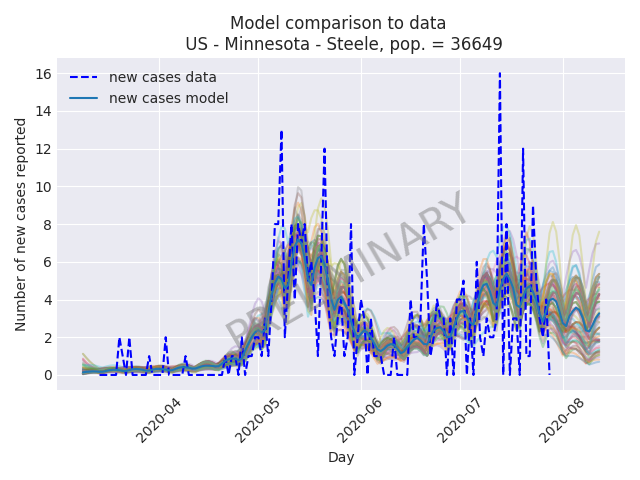 Model comparison to data
US - Minnesota - Steele, pop. = 36649
new cases data
new cases model
PRELIMINARY
Number of new cases reported
16
14
12
10
8
6
4
2
0
2020-04
2020-05
2020-06
2020-07
2020-08
Day